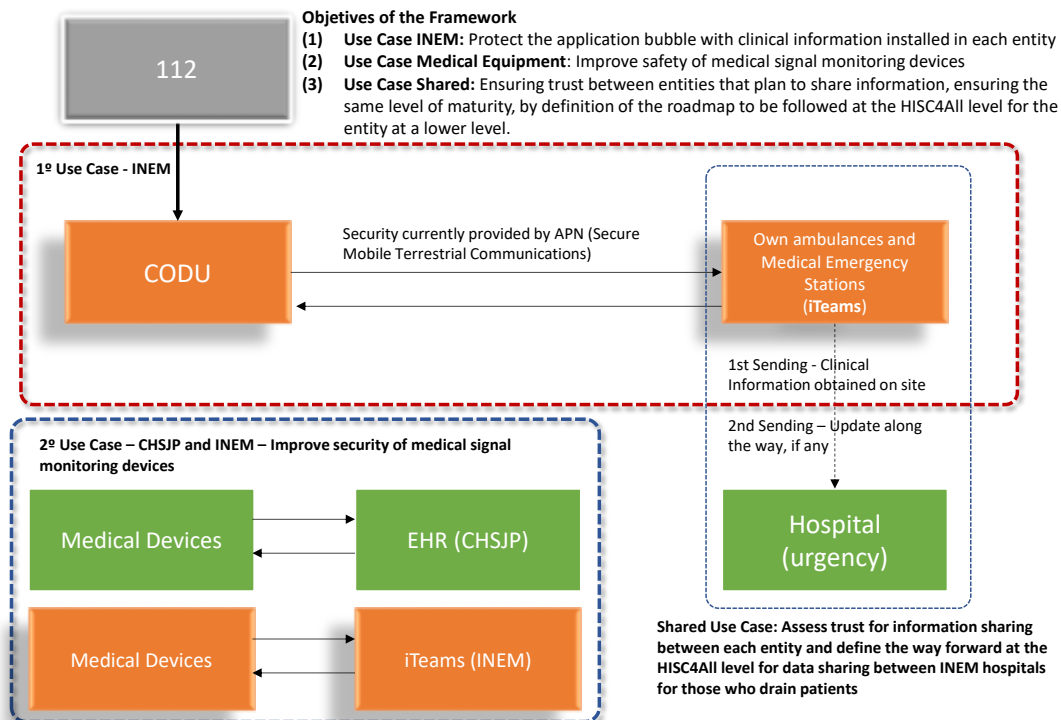 Objetives of the Framework
(1) Use Case INEM: Protect the application bubble with clinical information installed in each entity
(2) Use Case Medical Equipment: Improve safety of medical signal monitoring devices
(3) Use Case Shared: Ensuring trust between entities that plan to share information, ensuring the
same level of maturity, by definition of the roadmap to be followed at the HISC4All level for the
entity at a lower level.
112
1º Use Case - INEM
CODU
Security currently provided by APN (Secure
Mobile Terrestrial Communications)
Own ambulances and
Medical Emergency
Stations
(iTeams)
1st Sending - Clinical
Information obtained on site
2nd Sending – Update along
the way, if any
2º Use Case – CHSJP and INEM – Improve security of medical signal
monitoring devices
Medical Devices
EHR (CHSJP)
Hospital
(urgency)
Medical Devices
iTeams (INEM)
Shared Use Case: Assess trust for information sharing
between each entity and define the way forward at the
HISC4All level for data sharing between INEM hospitals
for those who drain patients